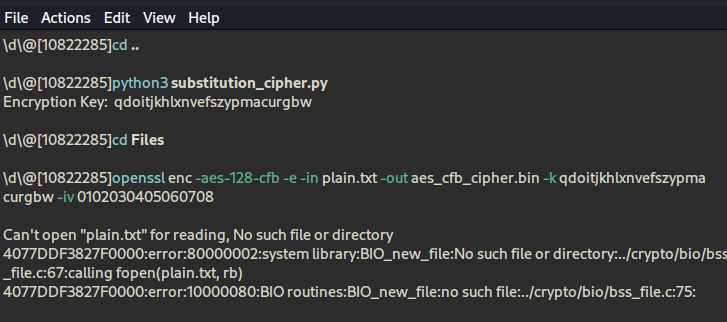 File Actions Edit View Help
\d\@[10822285]cd ..
\d\@[10822285]python3 substitution_cipher.py
Encryption Key:  qdoitjkhlxnvefszypmacurgbw
\d\@[10822285]cd Files
\d\@[10822285]openssl enc -aes-128-cfb -e -in plain.txt -out aes_cfb_cipher.bin -k qdoitjkhlxnvefszypma
curgbw -iv 0102030405060708
Can't open "plain.txt" for reading, No such file or directory
4077DDF3827F0000:error:80000002:system library:BIO_new_file:No such file or directory:../crypto/bio/bss
_file.c:67:calling fopen(plain.txt, rb)
4077DDF3827F0000:error:10000080:BIO routines:BIO_new_file:no such file:../crypto/bio/bss_file.c:75: